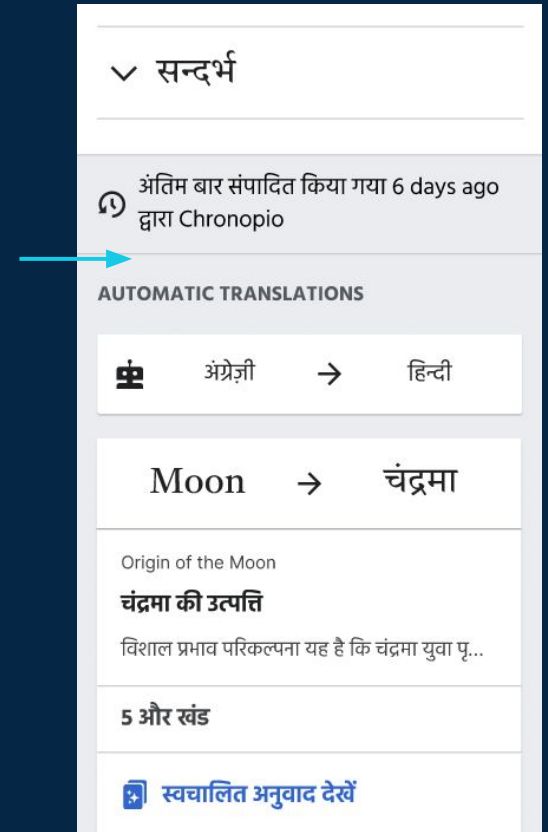 सन्दर्भ
अंतिम बार संपादित किया गया 6 days ago
द्वारा Chronopio
AUTOMATIC TRANSLATIONS
अंग्रेज़ी → हिन्दी
Moon → चंद्रमा
Origin of the Moon
चंद्रमा की उत्पत्ति
विशाल प्रभाव परिकल्पना यह है कि चंद्रमा युवा पृ...
5 और खंड
स्वचालित अनुवाद देखें